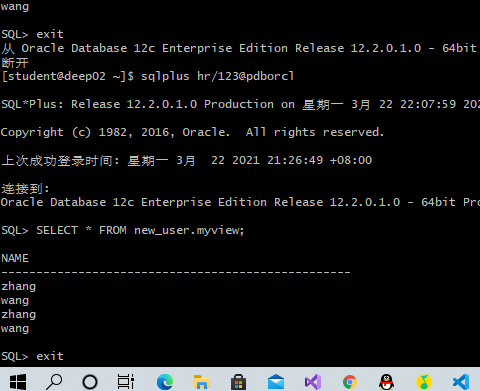 wang
SQL> exit
从 Oracle Database 12c Enterprise Edition Release 12.2.0.1.0 - 64bit
断开
[student@deep02 ~]$ sqlplus hr/123@pdborcl
SQL*Plus: Release 12.2.0.1.0 Production on 星期一 3月 22 22:07:59 202
Copyright (c) 1982, 2016, Oracle.  All rights reserved.
上次成功登录时间: 星期一 3月  22 2021 21:26:49 +08:00
连接到:
Oracle Database 12c Enterprise Edition Release 12.2.0.1.0 - 64bit Pro
SQL> SELECT * FROM new_user.myview;
NAME
--------------------------------------------------
zhang
wang
zhang
wang
SQL> exit